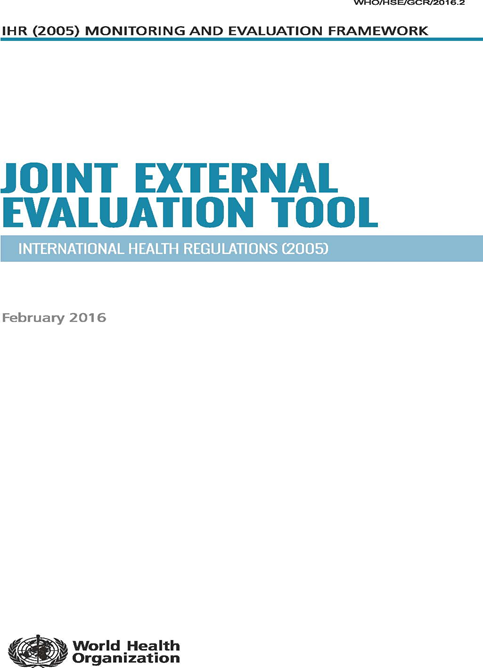 WHO/HSE/GCR/2016.2
IHR (2005) MONITORING AND EVALUATION FRAMEWORK
JOINT EXTERNAL
EVALUATION TOOL
INTERNATIONAL HEALTH REGULATIONS (2005)
February 2016
World Health
Organization